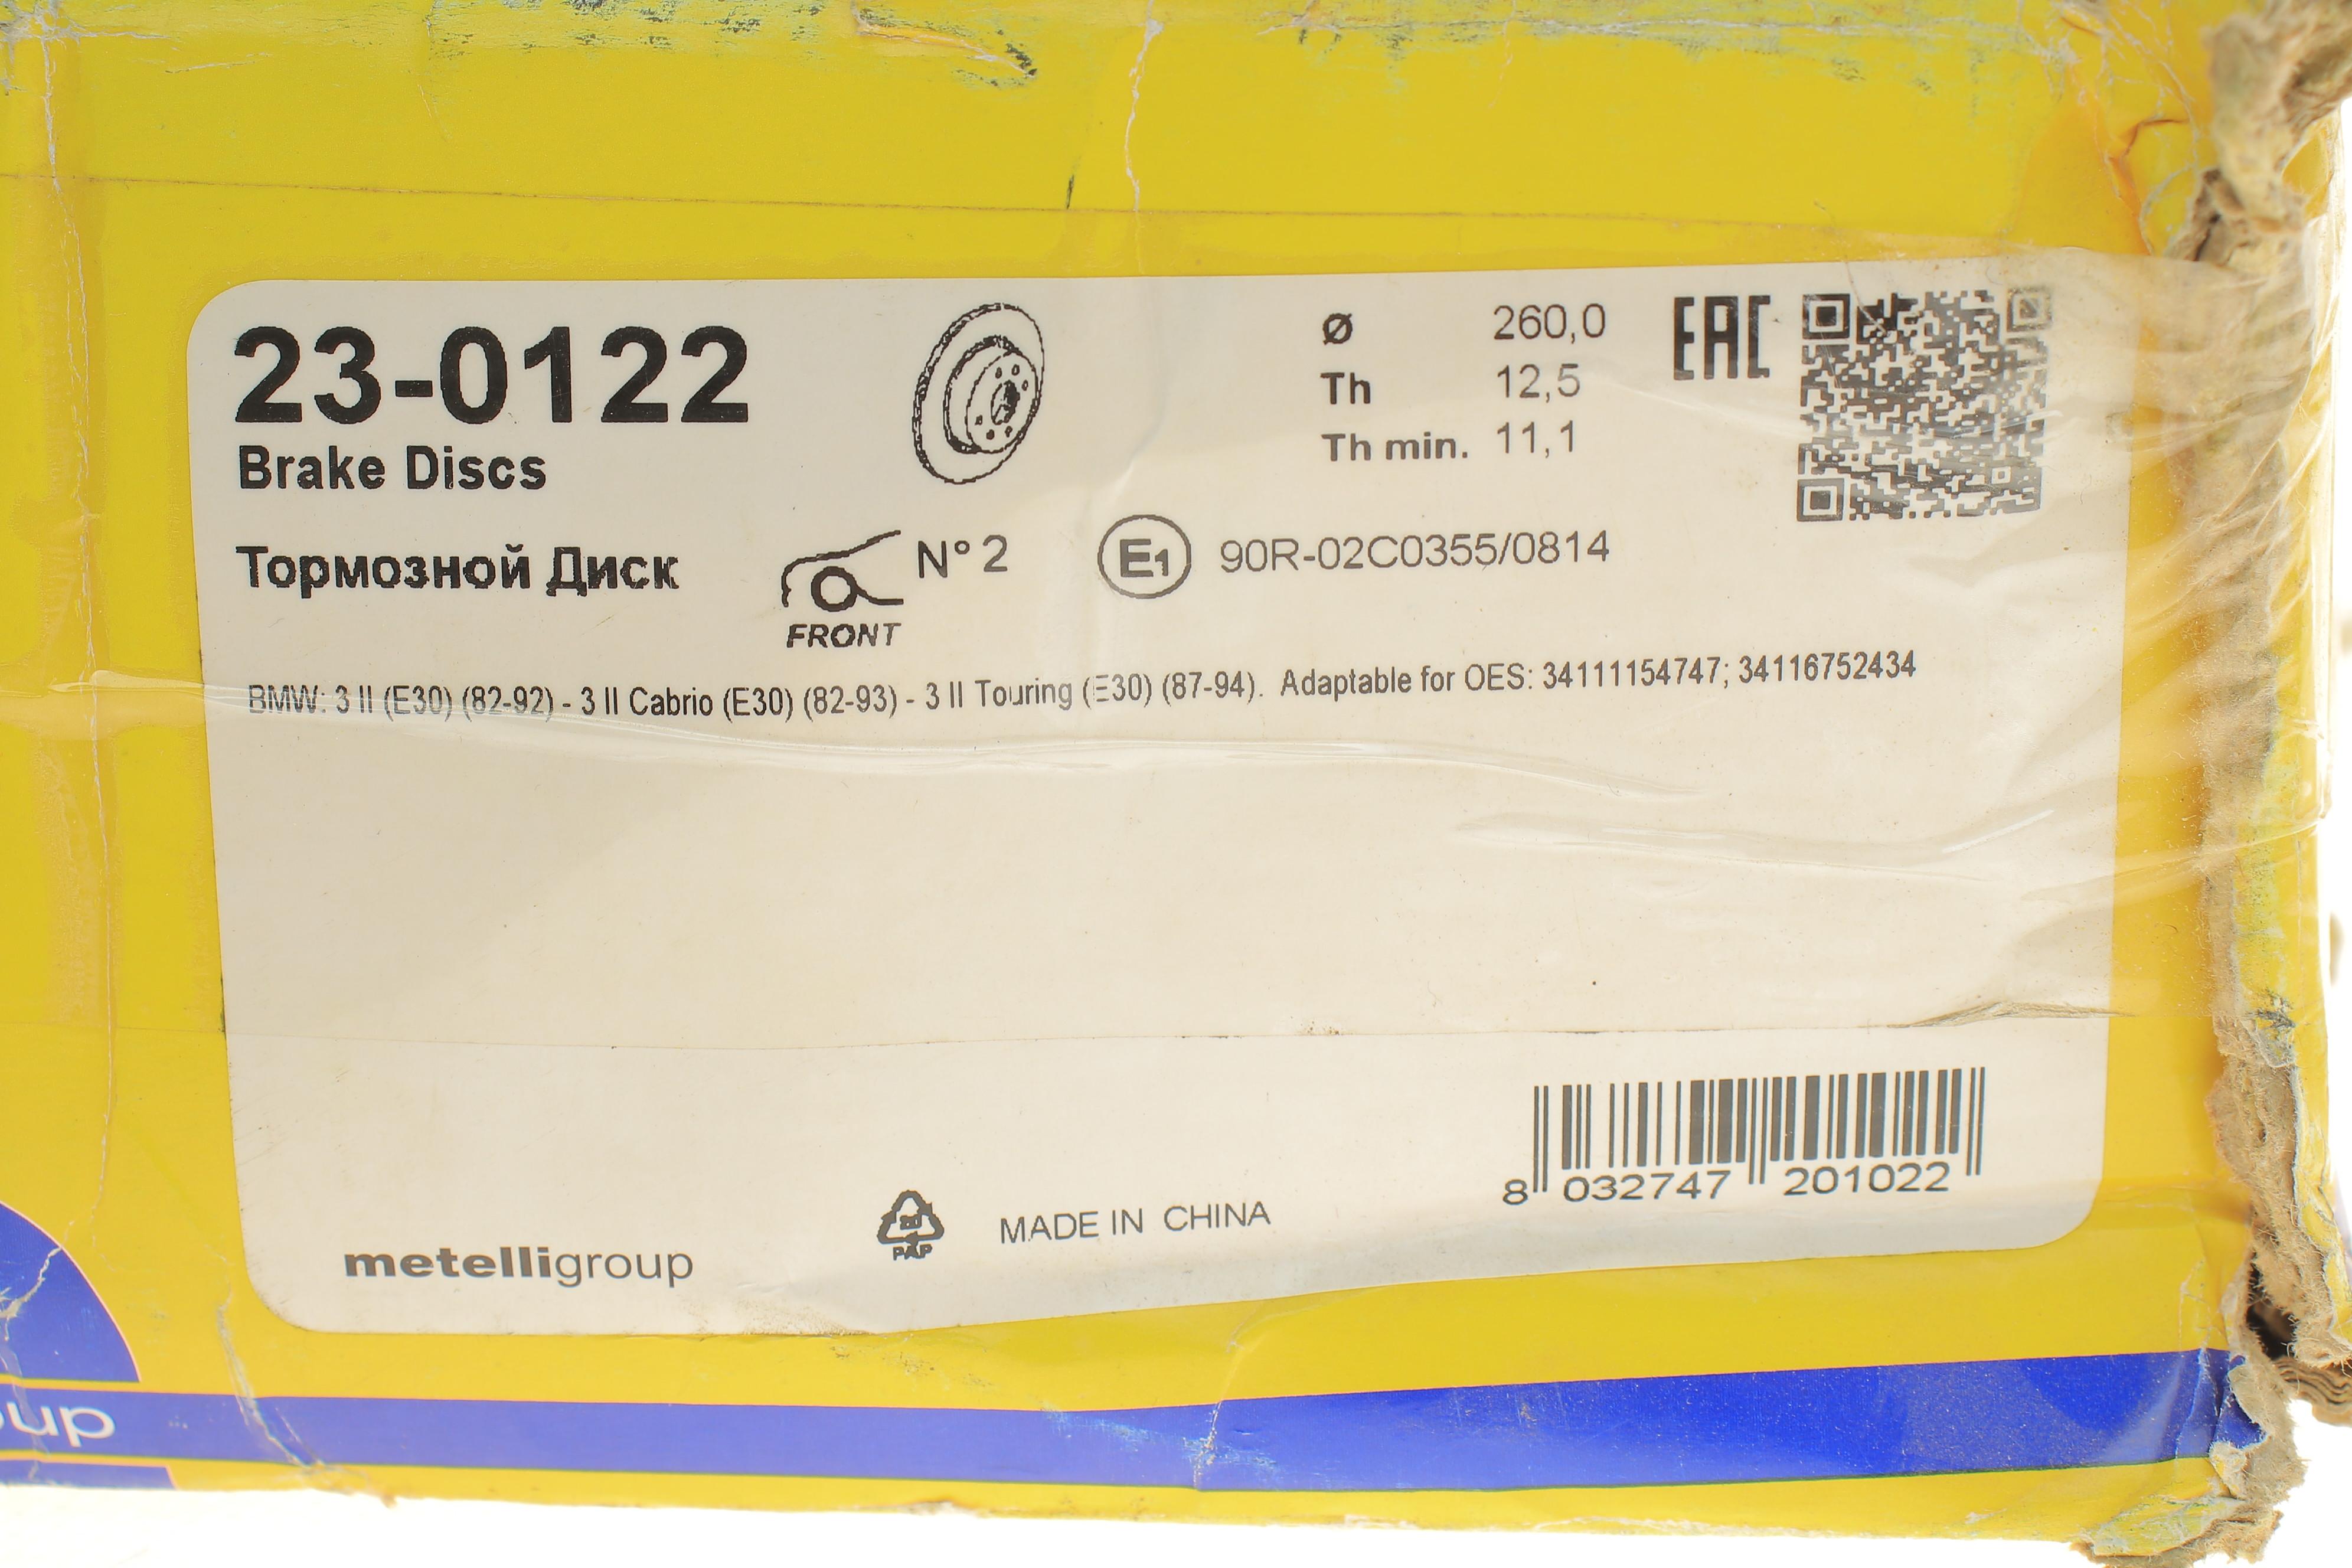 23-0122
Brake Discs
Тормозной Диск
FRONT
N° 2
ø 260,0
Th 12,5
Th min. 11,1
EAC
E1 90R-02C0355/0814
BMW: 3 II (E30) (82-92) - 3 II Cabrio (E30) (82-93) - 3 II Touring (E30) (87-94). Adaptable for OES: 34111154747; 34116752434
metelligroup
20
PAP
MADE IN CHINA
8 032747 201022